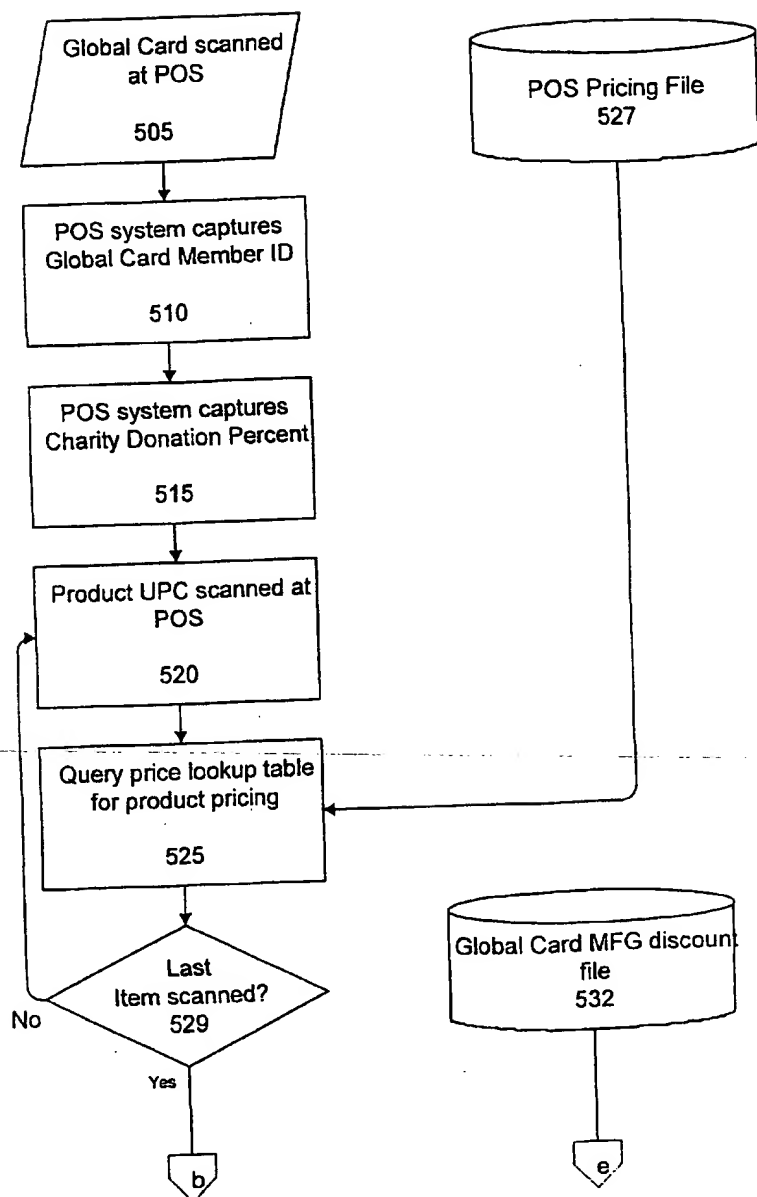 Global Card scanned
at POS
505
POS Pricing File
527
POS system captures
Global Card Member ID
510
POS system captures
Charity Donation Percent
515
Product UPC scanned at
POS
520
Query price lookup table
for product pricing
525
Last
Item scanned?
529
No
Yes
b
Global Card MFG discount
file
532
e